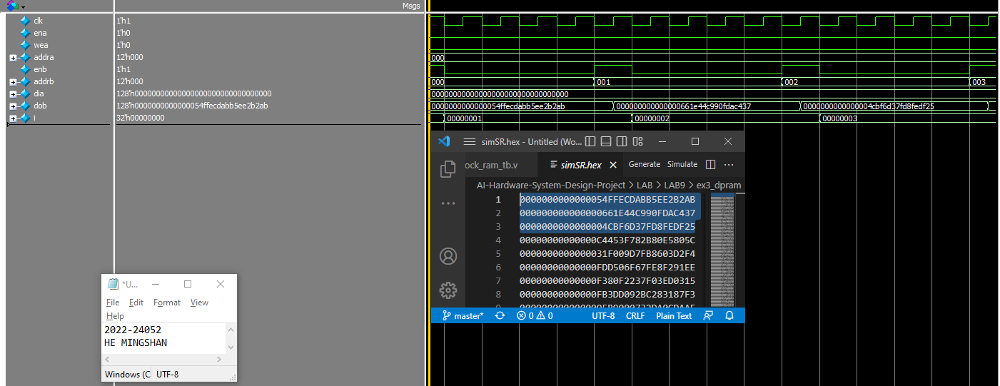 Msgs
clk 1'h1
ena 1'h0
wea 1'h0
addra 12'h000 000
enb 1'h1
addrb 12'h000 000 001 002 003
dia 128'h00000000000000000000000000000000 00000000000000000000000000000000
dob 128'h0000000000000054ffecdabb5ee2b2ab 0000000000000054ffecdabb5ee2b2ab 000000000000000661e44c990fdac437 0000000000000004cbf6d37fd8fedf25
i 32'h00000000 00000001 00000002 00000003
simSR.hex - Untitled (Wo...
ock_ram_tb.v simSR.hex Generate Simulate
AI-Hardware-System-Design-Project > LAB > LAB9 > ex3_dpram
1 0000000000000054FFECDABB5EE2B2AB
2 000000000000000661E44C990FDAC437
3 0000000000000004CBF6D37FD8FEDF25
4 00000000000000C4453F782B80E5805C
5 0000000000000031F009D7FB8603D2F4
6 00000000000000FDD506F67FE8F291EE
7 00000000000000F380F2237F03ED0315
8 00000000000000FB3DD092BC283187F3
master* 0 0 UTF-8 CRLF Plain Text
*U...
File Edit Format View
Help
2022-24052
HE MINGSHAN
Windows (C UTF-8